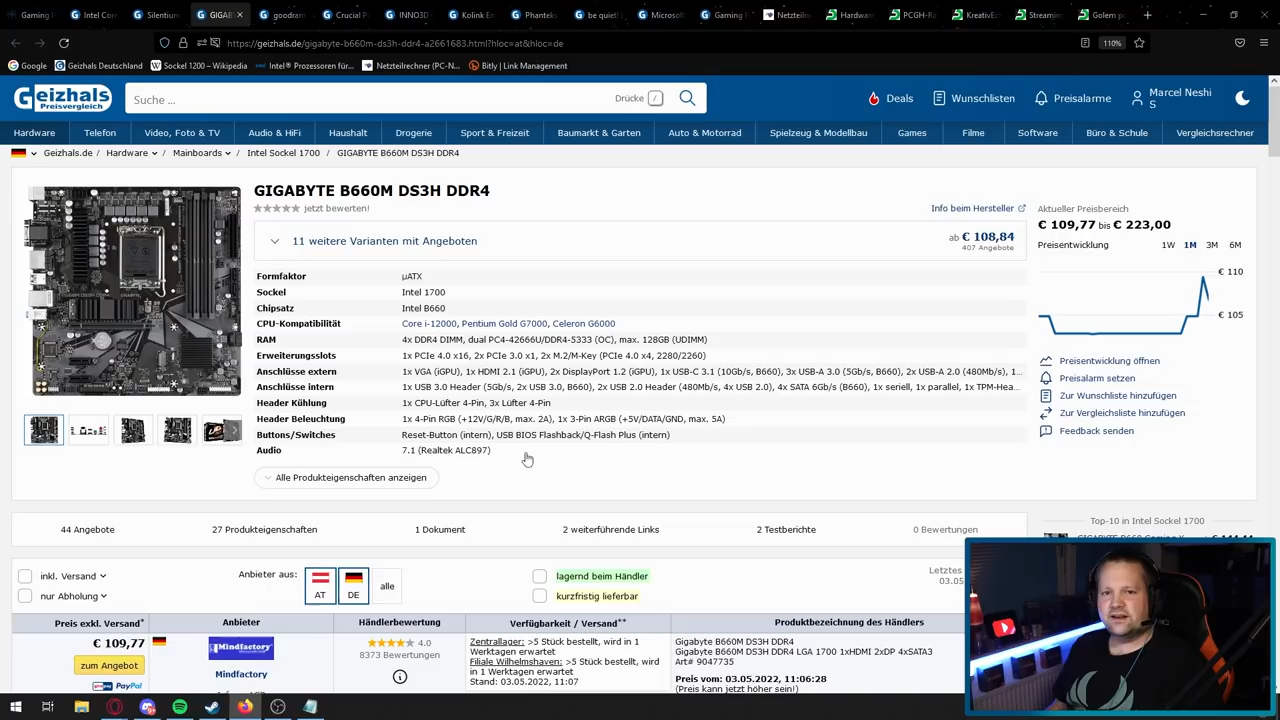 Intel Core
Silentium
GIGAB
goodram
Crucial P
INNO3D
Kolink En
Phanteks
be quiet!
Microsoft
Gaming
Netzteile
Hardware
PCGH-Ra
KreativEc
Streamin
Golem pc
https://geizhals.de/gigabyte-b660m-ds3h-ddr4-a2661683.html?hloc=at&hloc=de
110%
Google
Geizhals Deutschland
Sockel 1200 – Wikipedia
Intel® Prozessoren für...
Netzteilrechner (PC-N...
Bitly | Link Management
Geizhals
Preisvergleich
Suche ...
Drücke /
Deals
Wunschlisten
Preisalarme
Marcel Neshi
S
Hardware
Telefon
Video, Foto & TV
Audio & HiFi
Haushalt
Drogerie
Sport & Freizeit
Baumarkt & Garten
Auto & Motorrad
Spielzeug & Modellbau
Games
Filme
Software
Büro & Schule
Vergleichsrechner
Geizhals.de / Hardware / Mainboards / Intel Sockel 1700 / GIGABYTE B660M DS3H DDR4
GIGABYTE B660M DS3H DDR4
jetzt bewerten!
Info beim Hersteller
11 weitere Varianten mit Angeboten
ab € 108,84
407 Angebote
Formfaktor µATX
Sockel Intel 1700
Chipsatz Intel B660
CPU-Kompatibilität Core i-12000, Pentium Gold G7000, Celeron G6000
RAM 4x DDR4 DIMM, dual PC4-42666U/DDR4-5333 (OC), max. 128GB (UDIMM)
Erweiterungsslots 1x PCIe 4.0 x16, 2x PCIe 3.0 x1, 2x M.2/M-Key (PCIe 4.0 x4, 2280/2260)
Anschlüsse extern 1x VGA (iGPU), 1x HDMI 2.1 (iGPU), 2x DisplayPort 1.2 (iGPU), 1x USB-C 3.1 (10Gb/s, B660), 3x USB-A 3.0 (5Gb/s, B660), 2x USB-A 2.0 (480Mb/s), 1...
Anschlüsse intern 1x USB 3.0 Header (5Gb/s, 2x USB 3.0, B660), 2x USB 2.0 Header (480Mb/s, 4x USB 2.0), 4x SATA 6Gb/s (B660), 1x seriell, 1x parallel, 1x TPM-Hea...
Header Kühlung 1x CPU-Lüfter 4-Pin, 3x Lüfter 4-Pin
Header Beleuchtung 1x 4-Pin RGB (+12V/G/R/B, max. 2A), 1x 3-Pin ARGB (+5V/DATA/GND, max. 5A)
Buttons/Switches Reset-Button (intern), USB BIOS Flashback/Q-Flash Plus (intern)
Audio 7.1 (Realtek ALC897)
Alle Produkteigenschaften anzeigen
Aktueller Preisbereich
€ 109,77 bis € 223,00
Preisentwicklung 1W 1M 3M 6M
€ 110
€ 105
Preisentwicklung öffnen
Preisalarm setzen
Zur Wunschliste hinzufügen
Zur Vergleichsliste hinzufügen
Feedback senden
44 Angebote
27 Produkteigenschaften
1 Dokument
2 weiterführende Links
2 Testberichte
0 Bewertungen
Top-10 in Intel Sockel 1700
inkl. Versand
nur Abholung
Anbieter aus:
AT
DE
alle
lagernd beim Händler
kurzfristig lieferbar
Letztes
03.05
Preis exkl. Versand*
Anbieter
Händlerbewertung
Verfügbarkeit / Versand**
Produktbezeichnung des Händlers
€ 109,77
zum Angebot
PayPal
Mindfactory
Mindfactory
4.0
8373 Bewertungen
Zentrallager: >5 Stück bestellt, wird in 1
Werktagen erwartet
Filiale Wilhelmshaven: >5 Stück bestellt,
wird in 1 Werktagen erwartet
Stand: 03.05.2022, 11:07
Gigabyte B660M DS3H DDR4
Gigabyte B660M DS3H DDR4 LGA 1700 1xHDMI 2xDP 4xSATA3
Art# 9047735
Preis vom: 03.05.2022, 11:06:28
(Preis kann jetzt höher sein!)